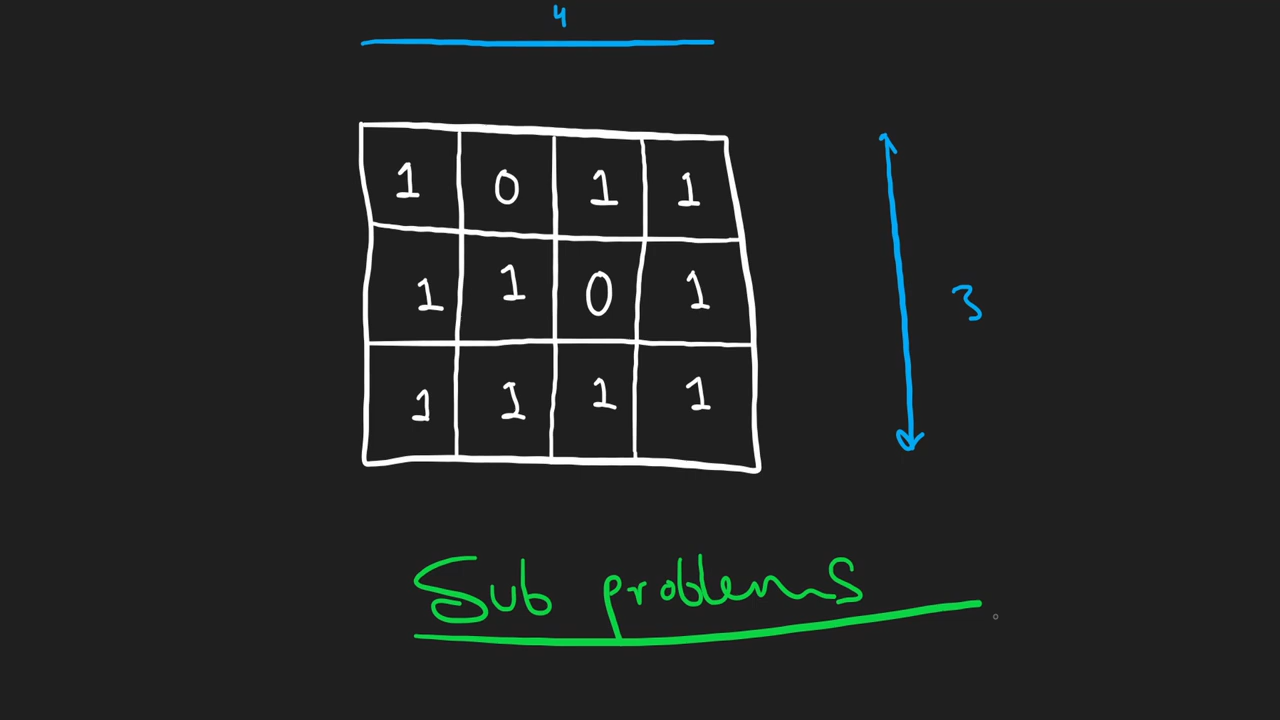 4
1 0 1 1
1 1 0 1
3
1 1 1 1
Sub problems